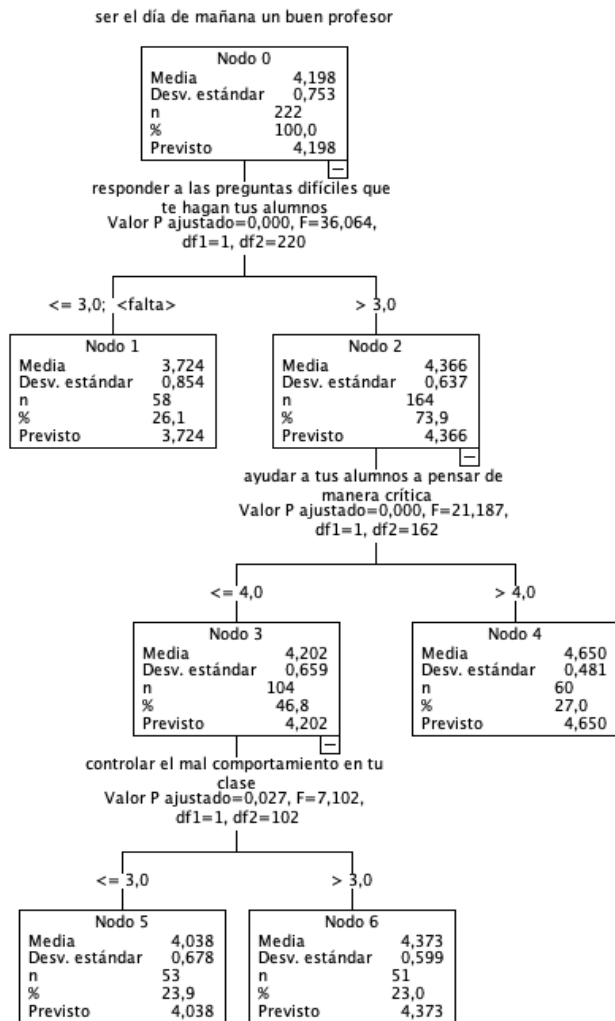 ser el día de mañana un buen profesor
Nodo 0
Media 4,198
Desv. estándar 0,753
n 222
% 100,0
Previsto 4,198
responder a las preguntas difíciles que
te hagan tus alumnos
Valor P ajustado=0,000, F=36,064,
df1=1, df2=220
<= 3,0; <falta>
> 3,0
Nodo 1
Media 3,724
Desv. estándar 0,854
n 58
% 26,1
Previsto 3,724
Nodo 2
Media 4,366
Desv. estándar 0,637
n 164
% 73,9
Previsto 4,366
ayudar a tus alumnos a pensar de
manera crítica
Valor P ajustado=0,000, F=21,187,
df1=1, df2=162
<= 4,0
> 4,0
Nodo 3
Media 4,202
Desv. estándar 0,659
n 104
% 46,8
Previsto 4,202
Nodo 4
Media 4,650
Desv. estándar 0,481
n 60
% 27,0
Previsto 4,650
controlar el mal comportamiento en tu
clase
Valor P ajustado=0,027, F=7,102,
df1=1, df2=102
<= 3,0
> 3,0
Nodo 5
Media 4,038
Desv. estándar 0,678
n 53
% 23,9
Previsto 4,038
Nodo 6
Media 4,373
Desv. estándar 0,599
n 51
% 23,0
Previsto 4,373